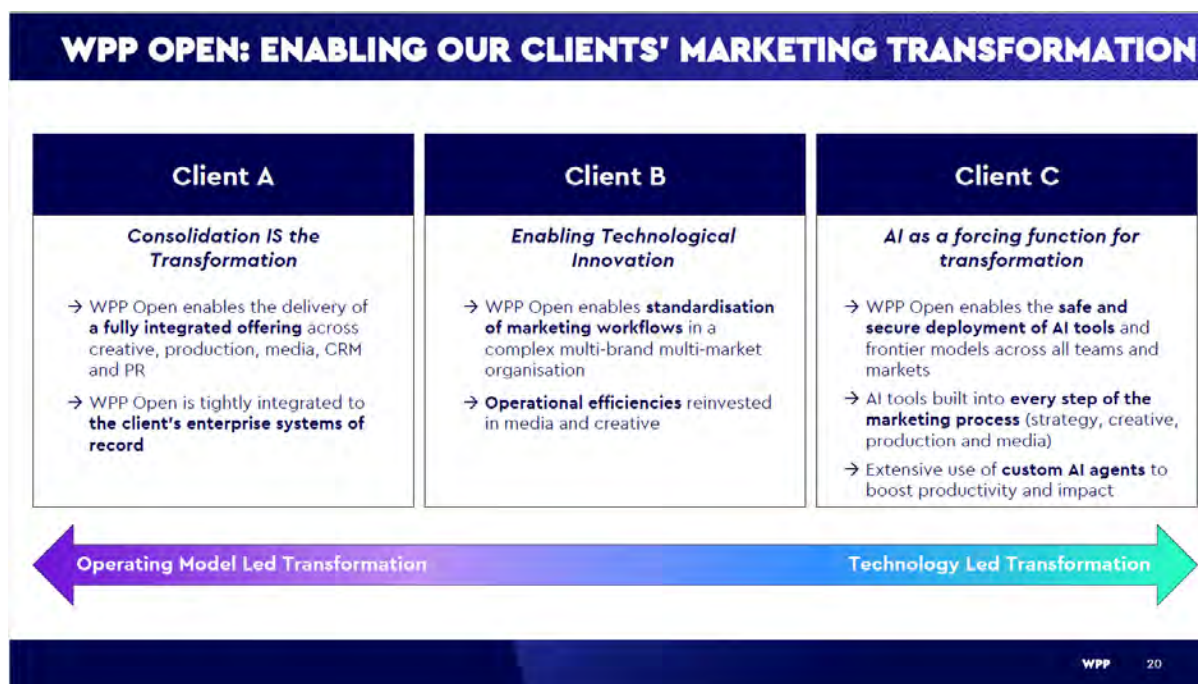 WPP OPEN: ENABLING OUR CLIENTS' MARKETING TRANSFORMATION
Client A
Consolidation IS the
Transformation
→ WPP Open enables the delivery of
a fully integrated offering across
creative, production, media, CRM
and PR
→ WPP Open is tightly integrated to
the client's enterprise systems of
record
Client B
Enabling Technological
Innovation
→ WPP Open enables standardisation
of marketing workflows in a
complex multi-brand multi-market
organisation
→ Operational efficiencies reinvested
in media and creative
Client C
AI as a forcing function for
transformation
→ WPP Open enables the safe and
secure deployment of AI tools and
frontier models across all teams and
markets
→ AI tools built into every step of the
marketing process (strategy, creative,
production and media)
→ Extensive use of custom AI agents to
boost productivity and impact
Operating Model Led Transformation
Technology Led Transformation
WPP 20